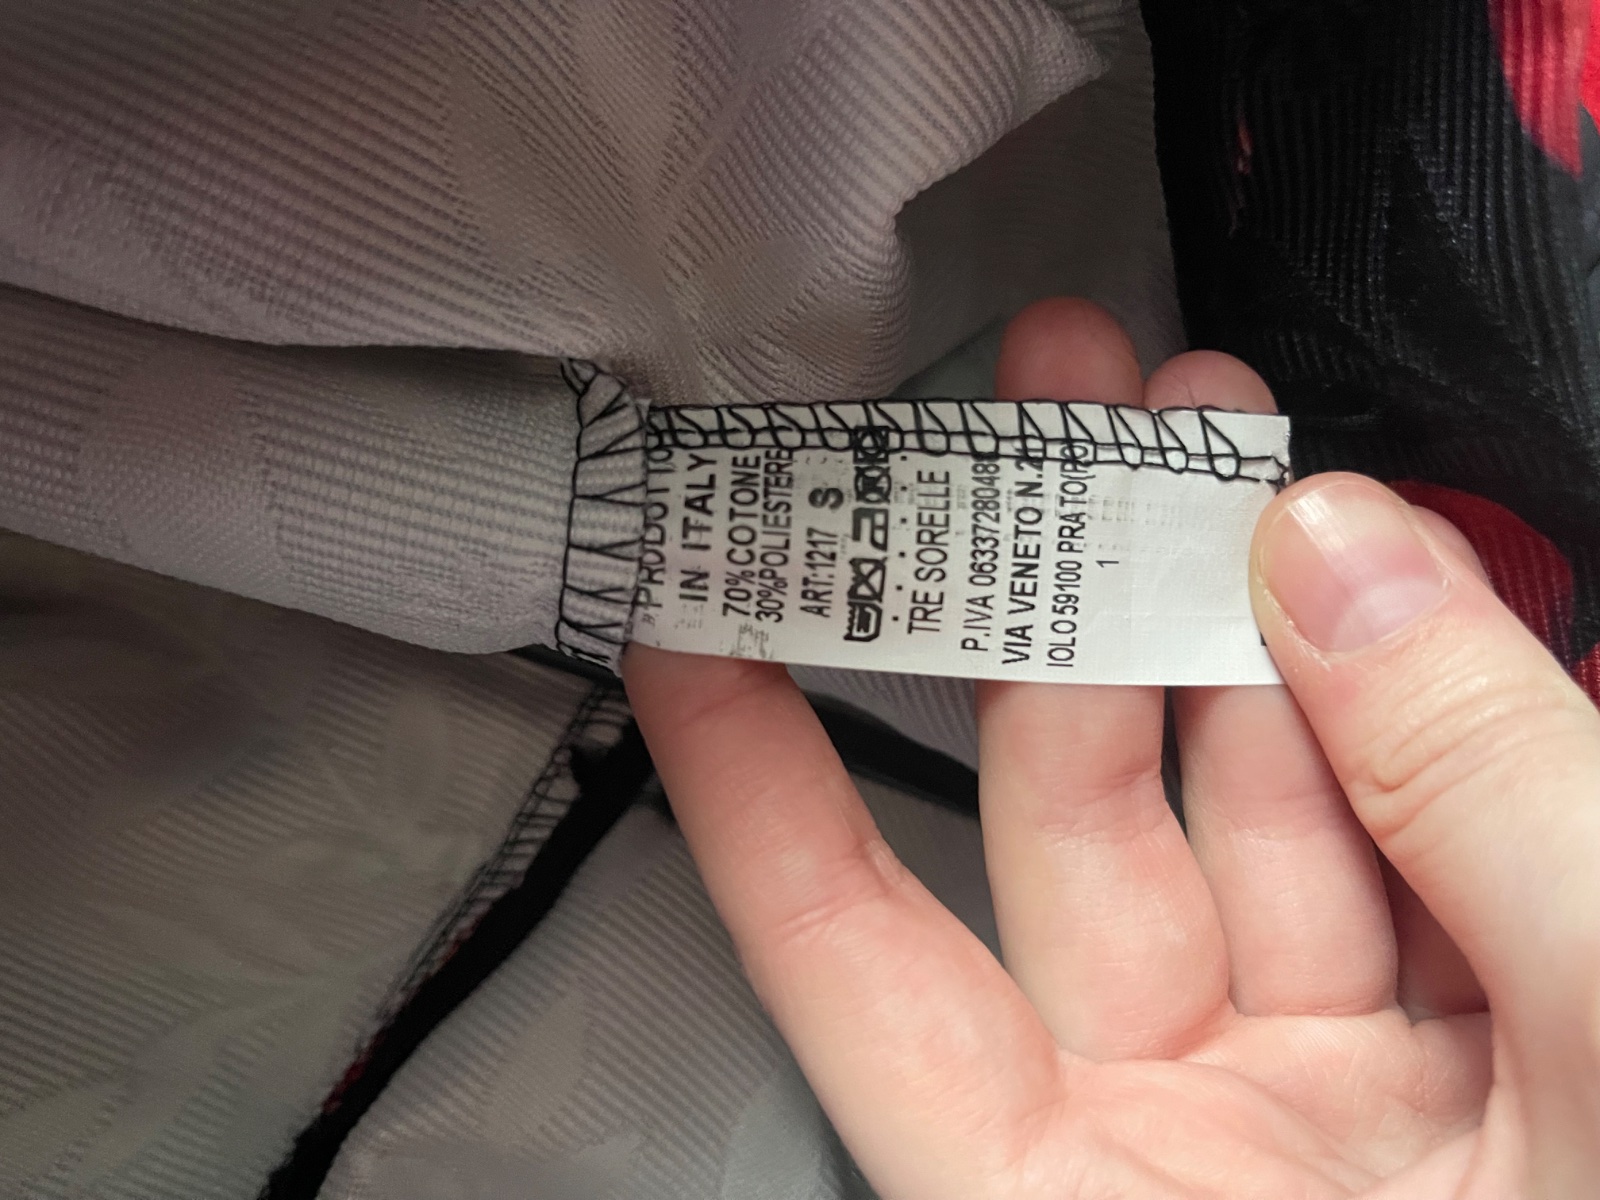 PRODOTTO
IN ITALY
70%COTONE
30%POLIESTERE
ART:1217 S
TRE SORELLE
P.IVA 0633728048
VIA VENETO N.2
IOLO 59100 PRATO(PO)
1